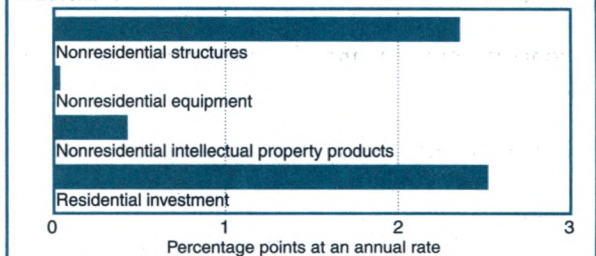 Nonresidential structures
Nonresidential equipment
Nonresidential intellectual property products
Residential investment
0 1 2 3
Percentage points at an annual rate